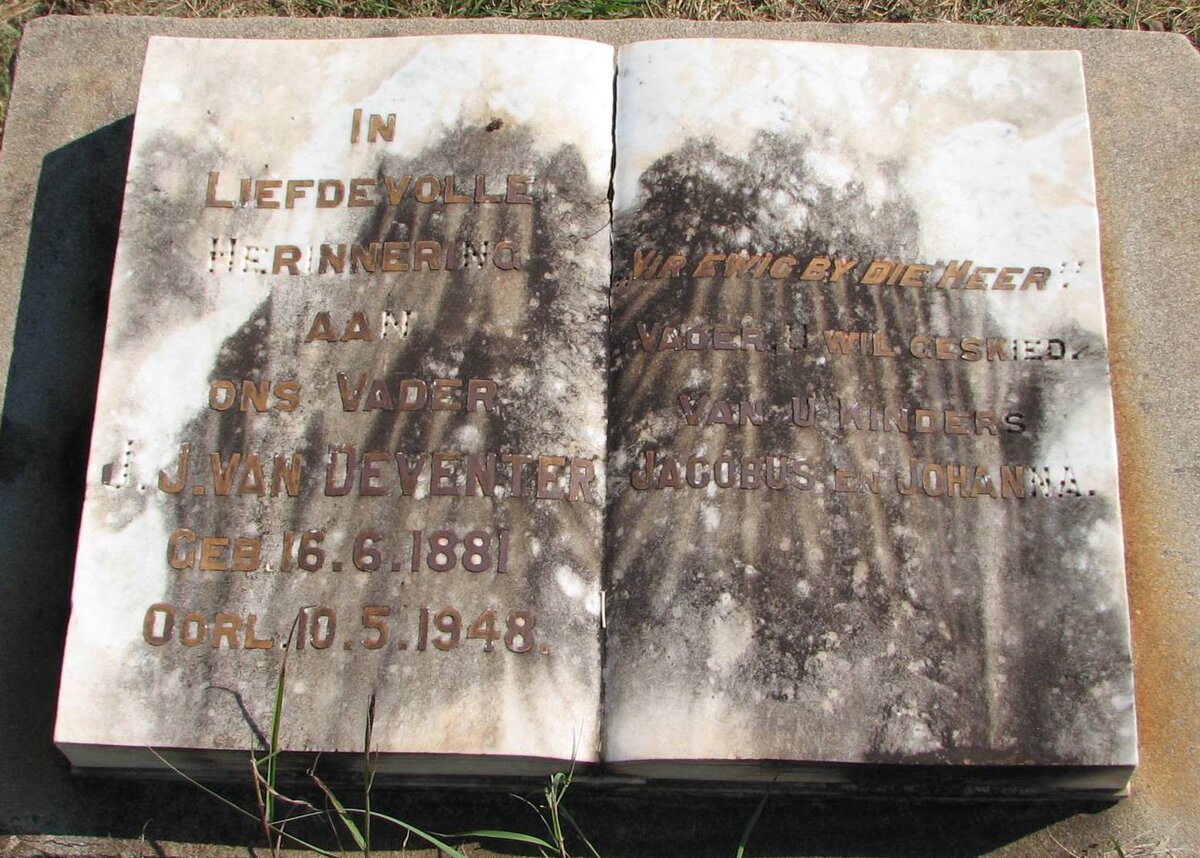 IN
LIEFDEVOLLE
HERINNERING
AAN
ONS VADER
J. J. VAN DEVENTER
GEB. 16.6.1881
OORL. 10.5.1948.
„VIR EWIG BY DIE HEER."
VADER, U WIL GESKIED.
VAN U KINDERS
JACOBUS EN JOHANNA.